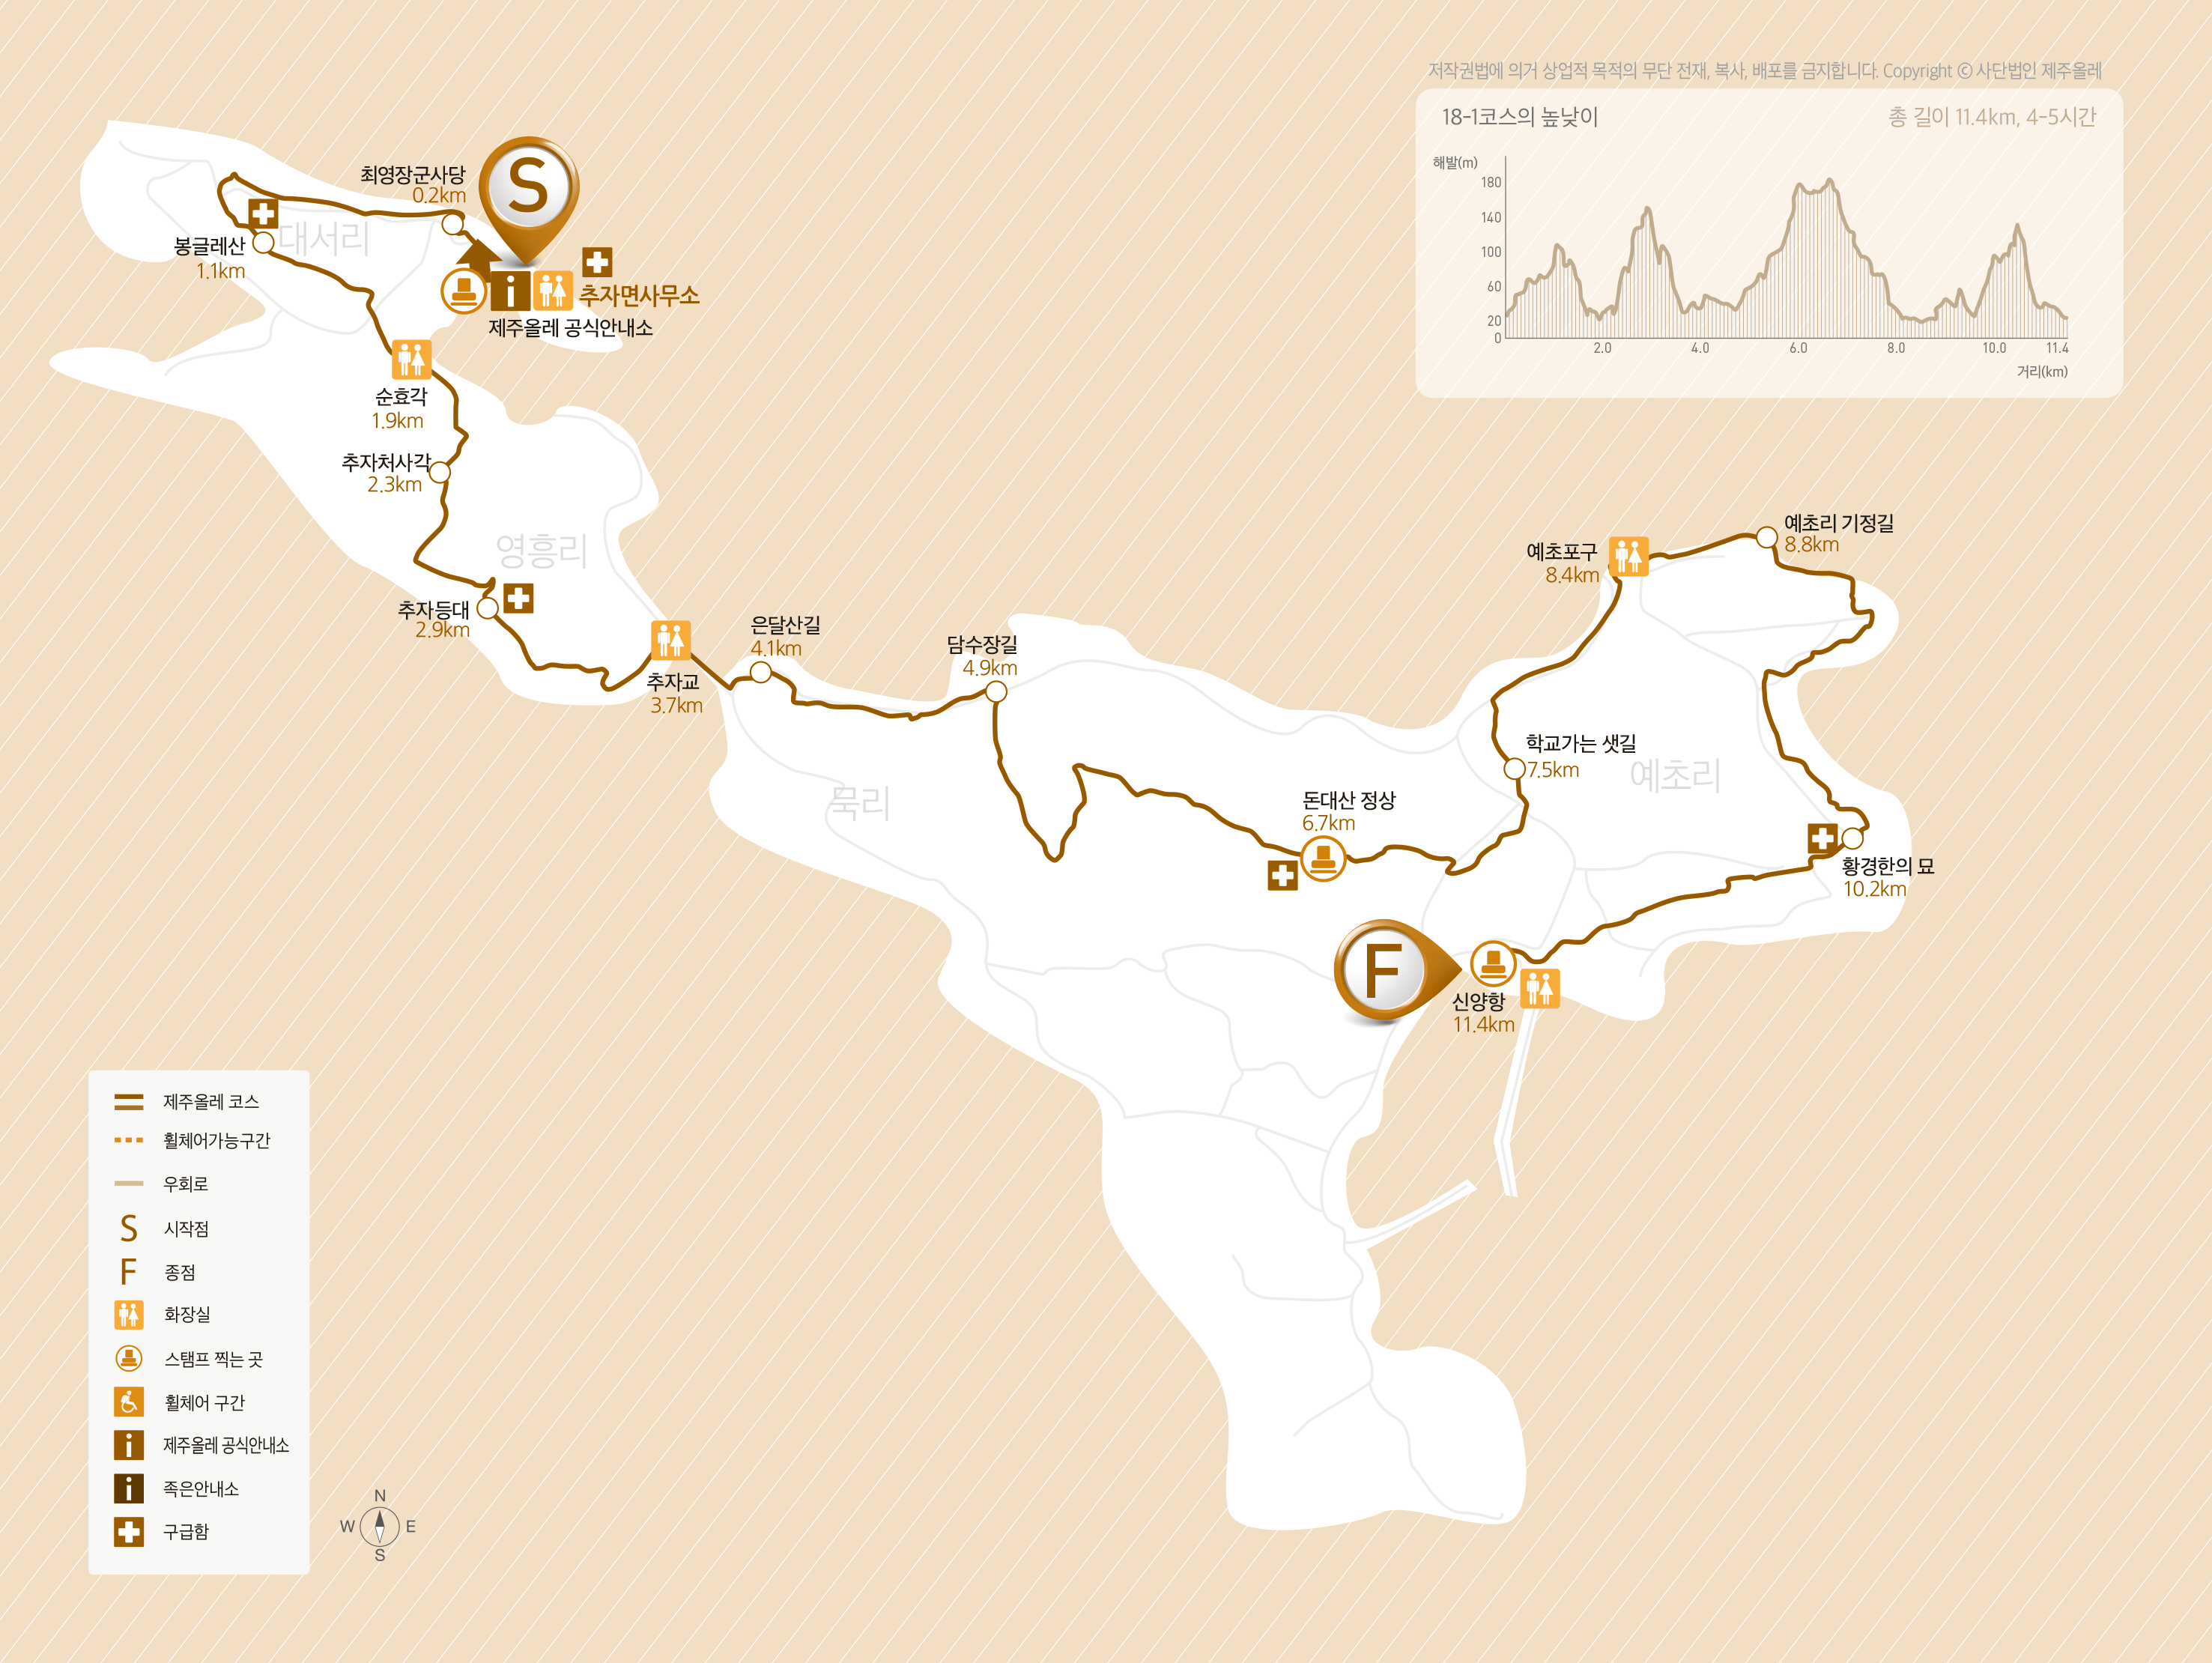 저작권법에 의거 상업적 목적의 무단 전재, 복사, 배포를 금지합니다. Copyright ⓒ 사단법인 제주올레
18-1코스의 높낮이
총 길이 11.4km, 4-5시간
해발(m)
180
140
100
60
20
0
2.0
4.0
6.0
8.0
10.0
11.4
거리(km)
최영장군사당
0.2km
S
대서리
봉글레산
1.1km
i
추자면사무소
제주올레 공식안내소
순효각
1.9km
추자처사각
2.3km
영흥리
추자등대
2.9km
추자교
3.7km
은달산길
4.1km
담수장길
4.9km
묵리
돈대산 정상
6.7km
학교가는 샛길
7.5km
예초리
예초포구
8.4km
예초리 기정길
8.8km
황경한의 묘
10.2km
F
신양항
11.4km
제주올레 코스
휠체어가능구간
우회로
S 시작점
F 종점
화장실
스탬프 찍는 곳
휠체어 구간
i 제주올레 공식안내소
i 족은안내소
구급함
N
W E
S